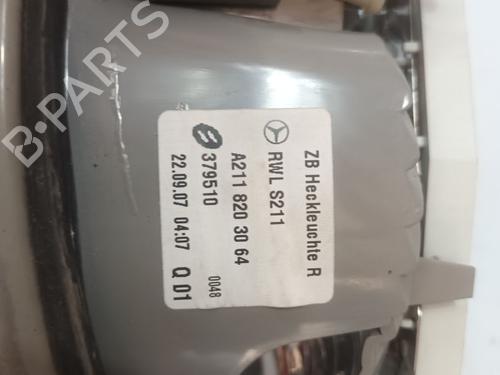 ZB Heckleuchte R
RWL S211
A211 820 30 64
0048
379510
22.09.07 04:07 Q 01
B-PARTS